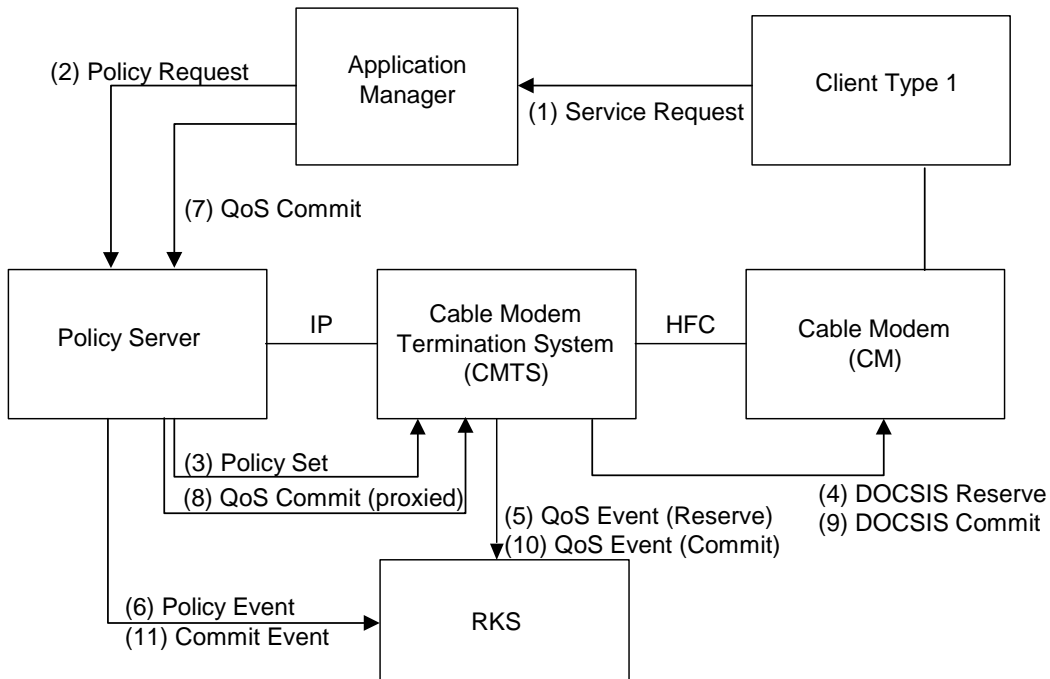 (2) Policy Request
Application
Manager
(1) Service Request
Client Type 1
(7) QoS Commit
Policy Server
IP
Cable Modem
Termination System
(CMTS)
HFC
Cable Modem
(CM)
(3) Policy Set
(8) QoS Commit (proxied)
(4) DOCSIS Reserve
(9) DOCSIS Commit
(5) QoS Event (Reserve)
(10) QoS Event (Commit)
(6) Policy Event
(11) Commit Event
RKS